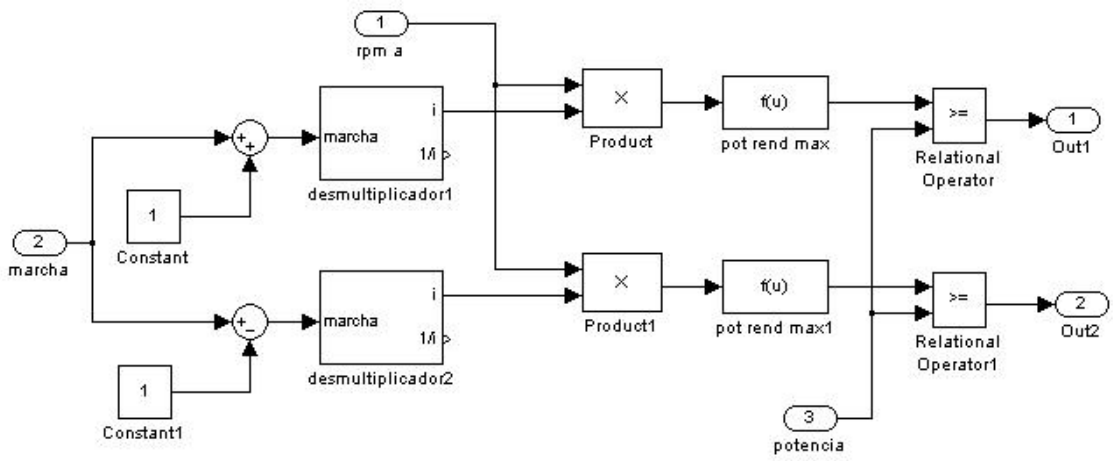 1
rpm a
marcha
i
1/i
desmultiplicador1
×
Product
f(u)
pot rend max
>=
Relational
Operator
1
Out1
+
+
1
Constant
2
marcha
marcha
i
1/i
desmultiplicador2
×
Product1
f(u)
pot rend max1
>=
Relational
Operator1
2
Out2
+
−
1
Constant1
3
potencia